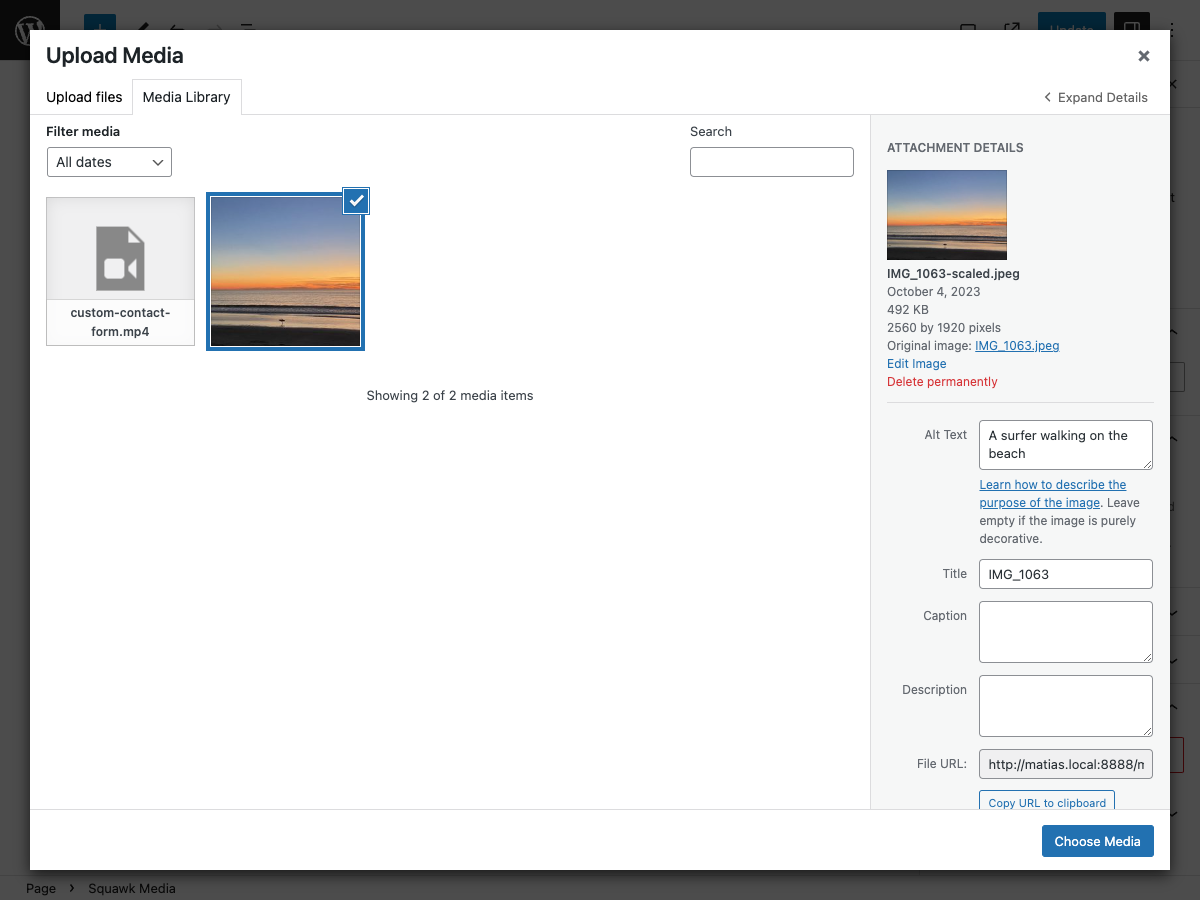 Update
Upload Media
Upload files
Media Library
Expand Details
Filter media
All dates
Search
custom-contact-
form.mp4
Showing 2 of 2 media items
ATTACHMENT DETAILS
IMG_1063-scaled.jpeg
October 4, 2023
492 KB
2560 by 1920 pixels
Original image: IMG_1063.jpeg
Edit Image
Delete permanently
Alt Text
A surfer walking on the
beach
Learn how to describe the
purpose of the image. Leave
empty if the image is purely
decorative.
Title
IMG_1063
Caption
Description
File URL:
http://matias.local:8888/m
Copy URL to clipboard
Choose Media
Page
Squawk Media